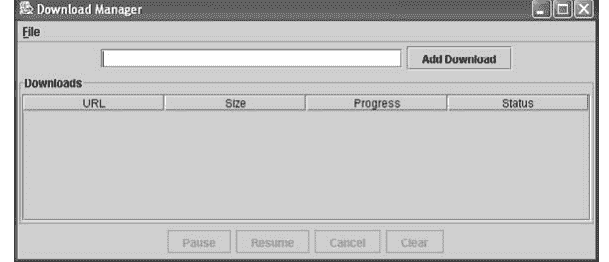 Download Manager
File
Add Download
Downloads
URL Size Progress Status
Pause Resume Cancel Clear